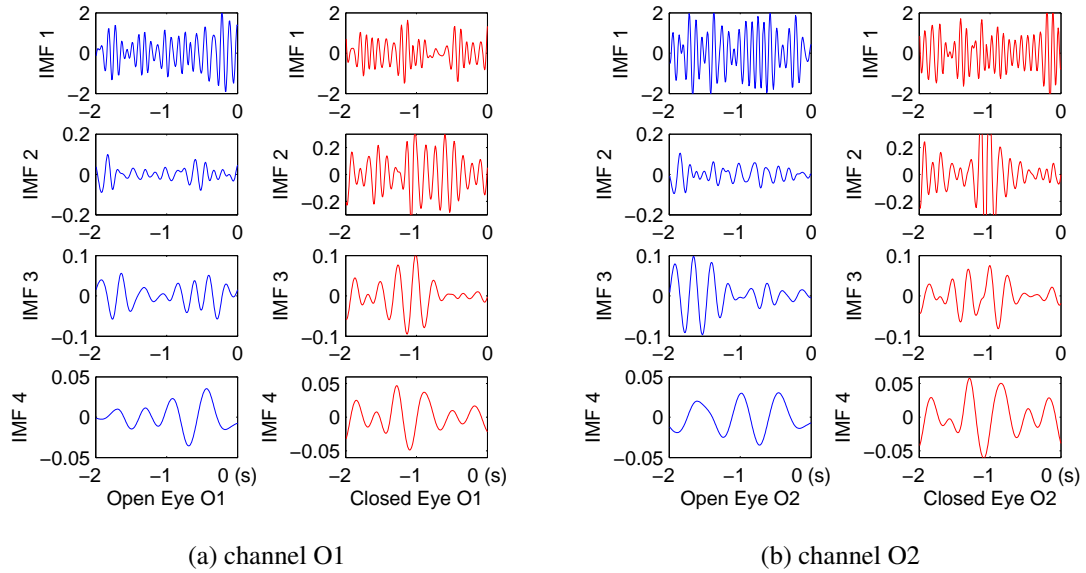 2
0
−2
IMF 1
−2 −1 0
2
0
−2
IMF 1
−2 −1 0
0.2
0
−0.2
IMF 2
−2 −1 0
0.2
0
−0.2
IMF 2
−2 −1 0
0.1
0
−0.1
IMF 3
−2 −1 0
0.1
0
−0.1
IMF 3
−2 −1 0
0.05
0
−0.05
IMF 4
−2 −1 0 (s)
Open Eye O1
0.05
0
−0.05
IMF 4
−2 −1 0 (s)
Closed Eye O1
(a) channel O1
2
0
−2
IMF 1
−2 −1 0
2
0
−2
IMF 1
−2 −1 0
0.2
0
−0.2
IMF 2
−2 −1 0
0.2
0
−0.2
IMF 2
−2 −1 0
0.1
0
−0.1
IMF 3
−2 −1 0
0.1
0
−0.1
IMF 3
−2 −1 0
0.05
0
−0.05
IMF 4
−2 −1 0 (s)
Open Eye O2
0.05
0
−0.05
IMF 4
−2 −1 0 (s)
Closed Eye O2
(b) channel O2